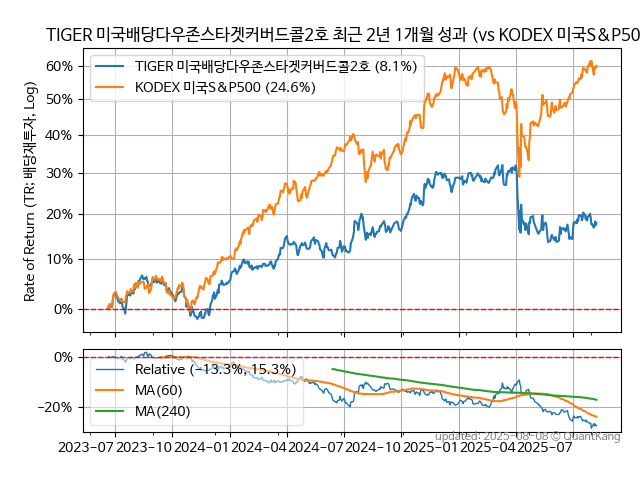 TIGER 미국배당다우존스타겟커버드콜2호 최근 2년 1개월 성과 (vs KODEX 미국S&P50
TIGER 미국배당다우존스타겟커버드콜2호 (8.1%)
KODEX 미국S&P500 (24.6%)
Rate of Return (TR: 배당재투자, Log)
60%
50%
40%
30%
20%
10%
0%
Relative (−13.3%, 15.3%)
MA(60)
MA(240)
0%
−20%
2023-07
2023-10
2024-01
2024-04
2024-07
2024-10
2025-01
2025-04
2025-07
updated: 2025-08-08 © QuantKang